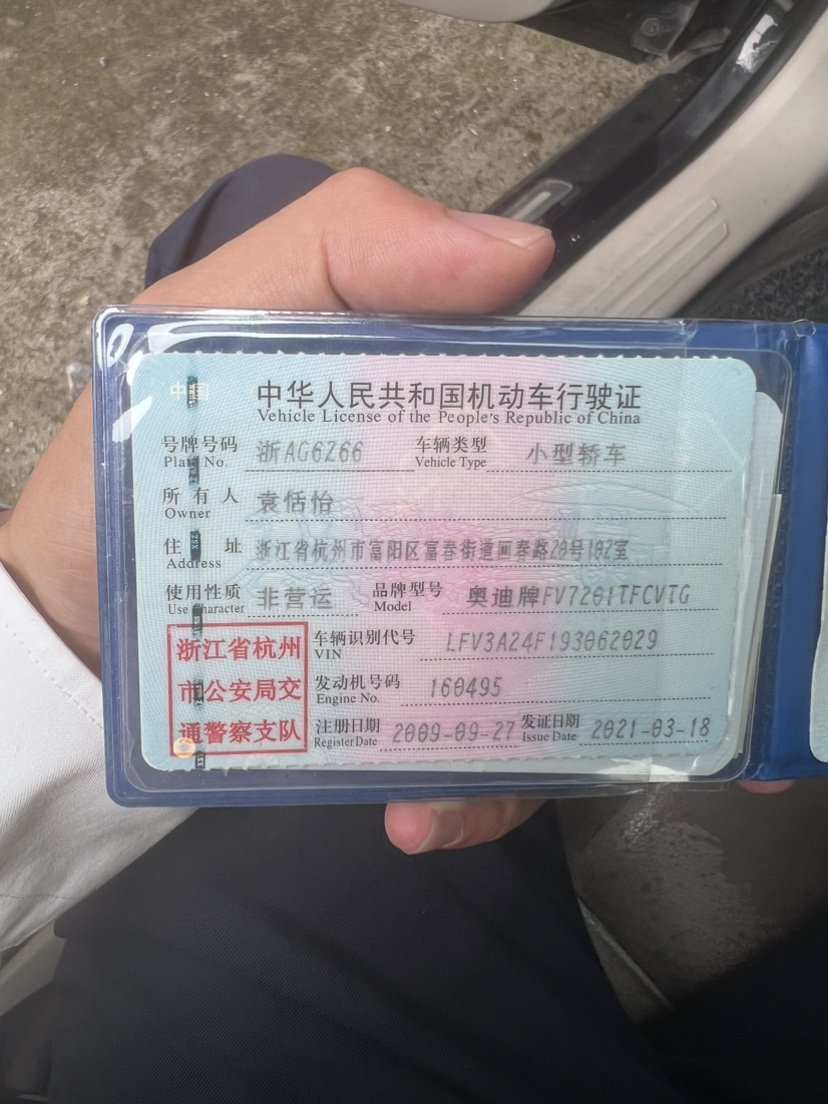 中国
中华人民共和国机动车行驶证
Vehicle License of the People's Republic of China
号牌号码 浙AG6Z66 车辆类型 小型轿车
Plate No. Vehicle Type
所有人 袁恬怡
Owner
住址 浙江省杭州市富阳区富春街道回春路20号102室
Address
使用性质 非营运 品牌型号 奥迪牌FV7201TFCVTG
Use Character Model
浙江省杭州
市公安局交
通警察支队
车辆识别代号 LFV3A24F193062029
VIN
发动机号码 160495
Engine No.
注册日期 2009-09-27 发证日期 2021-03-18
Register Date Issue Date